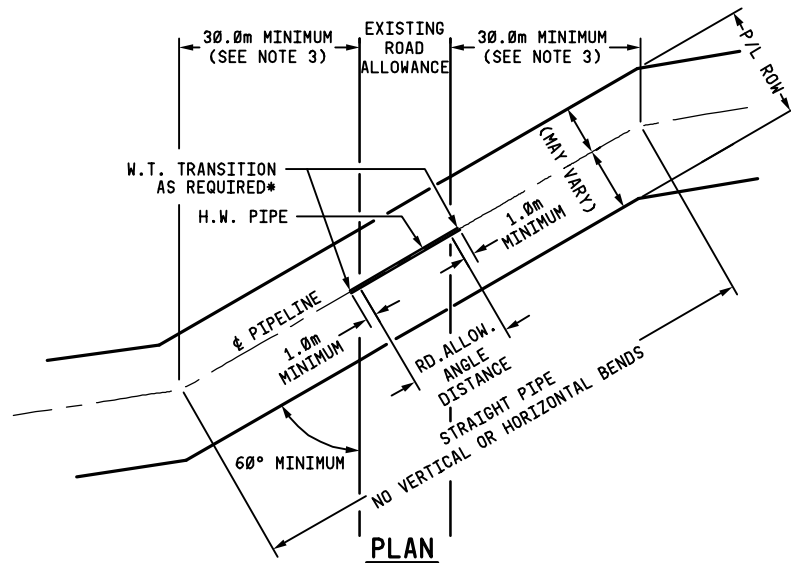 30.0m MINIMUM
(SEE NOTE 3)
EXISTING
ROAD
ALLOWANCE
30.0m MINIMUM
(SEE NOTE 3)
P/L ROW
(MAY VARY)
W.T. TRANSITION
AS REQUIRED*
H.W. PIPE
1.0m
MINIMUM
℄ PIPELINE
1.0m
MINIMUM
RD.ALLOW.
ANGLE
DISTANCE
STRAIGHT PIPE
NO VERTICAL OR HORIZONTAL BENDS
60° MINIMUM
PLAN